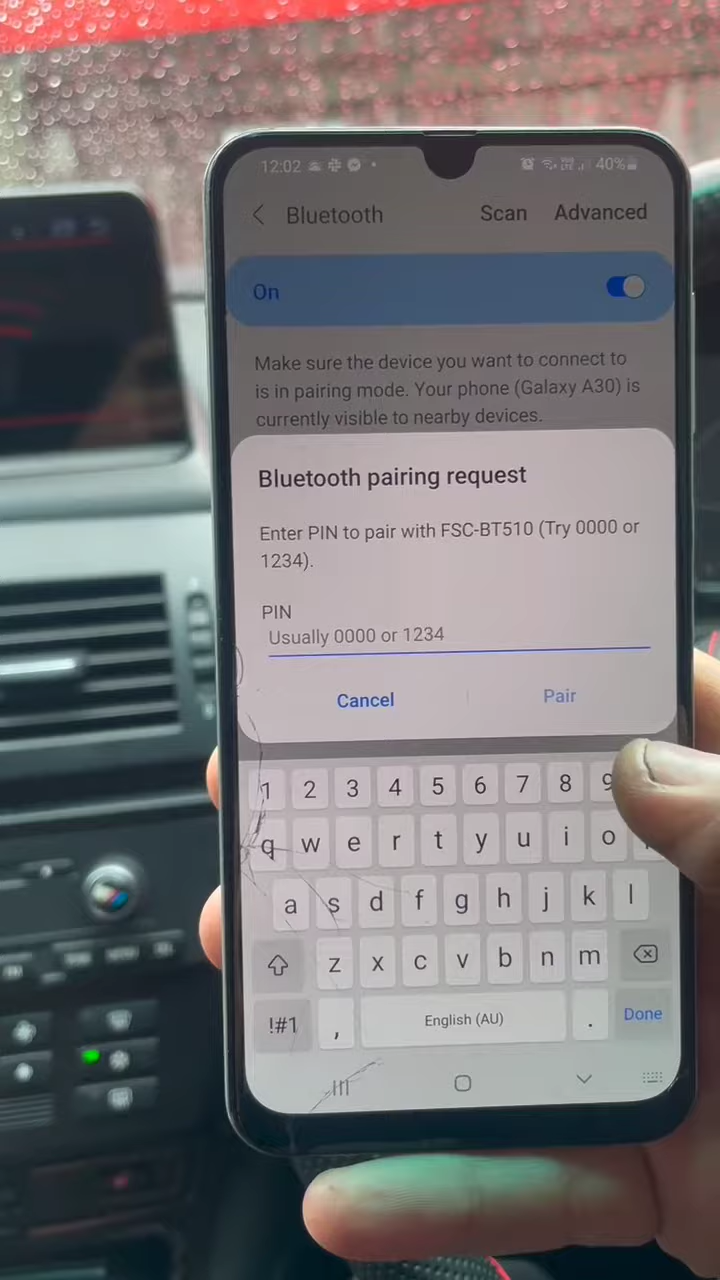 12:02
40%
Bluetooth Scan Advanced
On
Make sure the device you want to connect to
is in pairing mode. Your phone (Galaxy A30) is
currently visible to nearby devices.
Bluetooth pairing request
Enter PIN to pair with FSC-BT510 (Try 0000 or
1234).
PIN
Usually 0000 or 1234
Cancel Pair
1 2 3 4 5 6 7 8 9
q w e r t y u i o
a s d f g h j k l
z x c v b n m
!#1 , English (AU) . Done